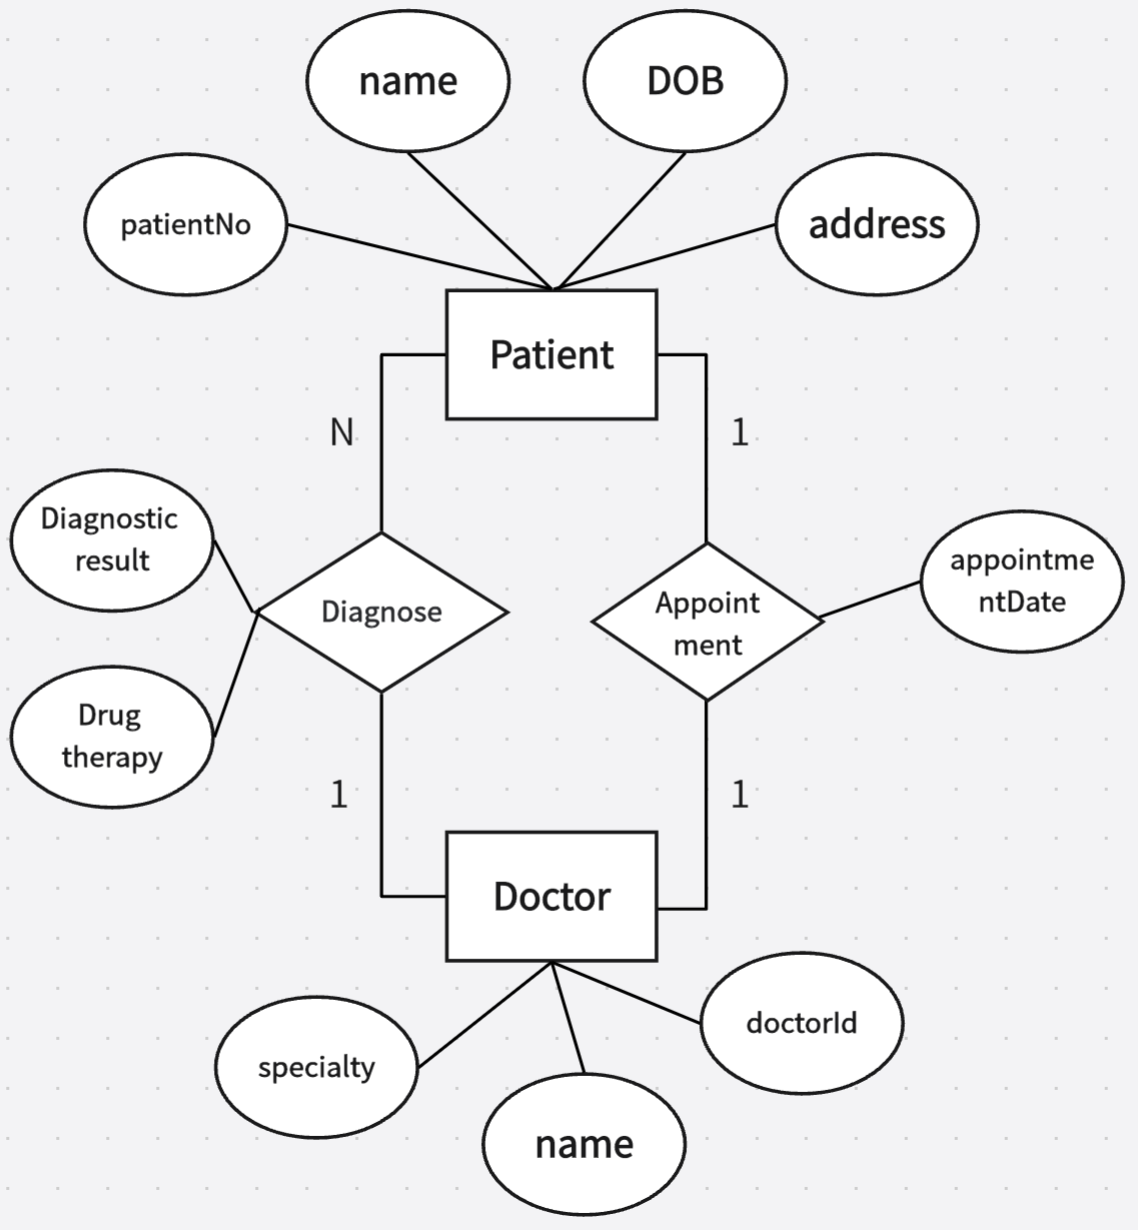 name
DOB
patientNo
address
Patient
N
1
Diagnostic
result
Diagnose
Appoint
ment
appointme
ntDate
Drug
therapy
1
1
Doctor
specialty
name
doctorId